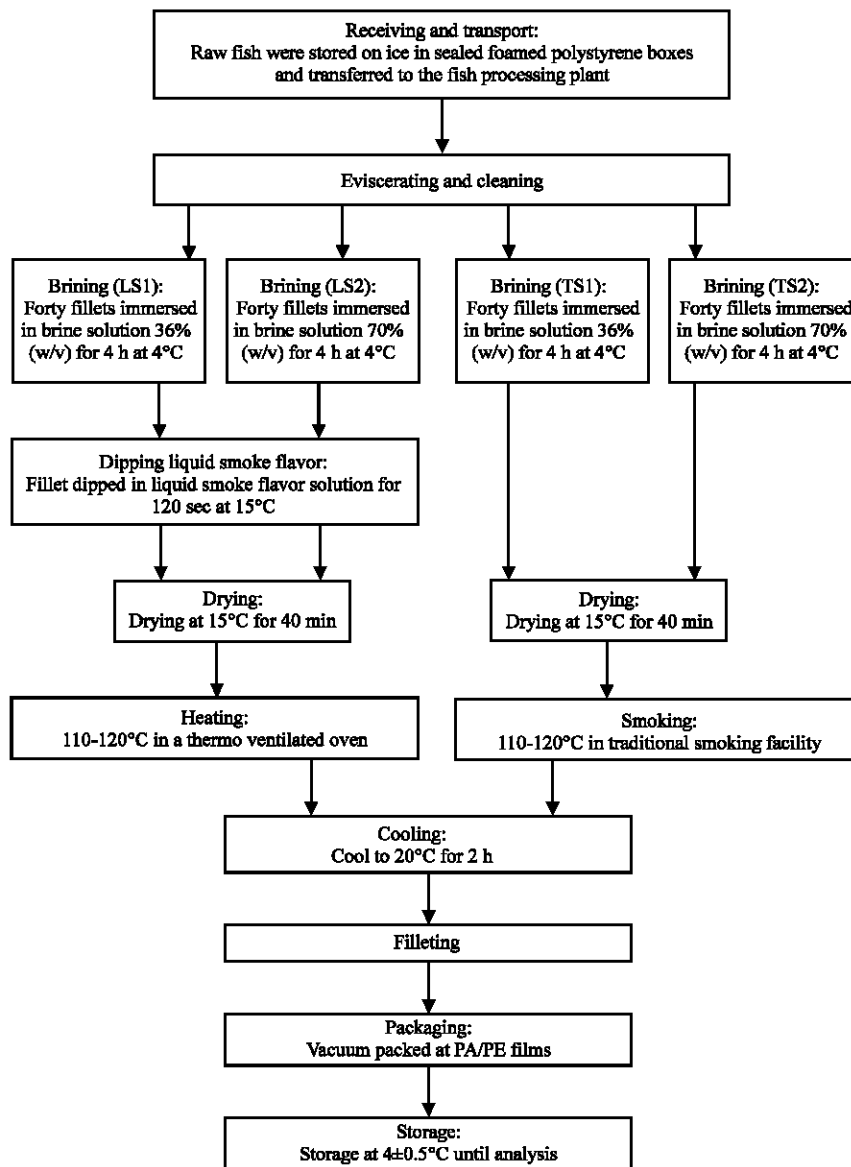 Receiving and transport:
Raw fish were stored on ice in sealed foamed polystyrene boxes
and transferred to the fish processing plant
Eviscerating and cleaning
Brining (LS1):
Forty fillets immersed
in brine solution 36%
(w/v) for 4 h at 4°C
Brining (LS2):
Forty fillets immersed
in brine solution 70%
(w/v) for 4 h at 4°C
Brining (TS1):
Forty fillets immersed
in brine solution 36%
(w/v) for 4 h at 4°C
Brining (TS2):
Forty fillets immersed
in brine solution 70%
(w/v) for 4 h at 4°C
Dipping liquid smoke flavor:
Fillet dipped in liquid smoke flavor solution for
120 sec at 15°C
Drying:
Drying at 15°C for 40 min
Drying:
Drying at 15°C for 40 min
Heating:
110-120°C in a thermo ventilated oven
Smoking:
110-120°C in traditional smoking facility
Cooling:
Cool to 20°C for 2 h
Filleting
Packaging:
Vacuum packed at PA/PE films
Storage:
Storage at 4±0.5°C until analysis